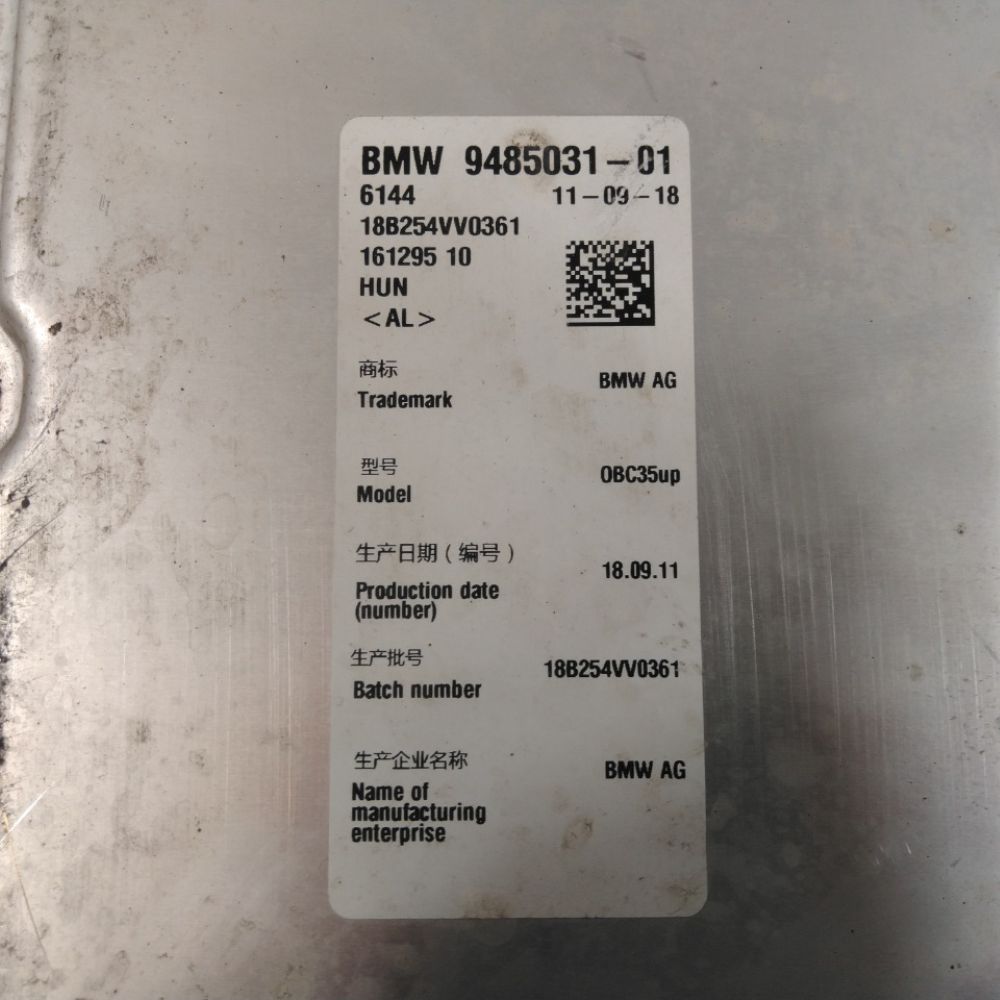 BMW 9485031-01
6144 11-09-18
18B254VV0361
161295 10
HUN
<AL>
商标
Trademark BMW AG
型号
Model OBC35up
生产日期(编号)
Production date
(number) 18.09.11
生产批号
Batch number 18B254VV0361
生产企业名称
Name of
manufacturing
enterprise BMW AG